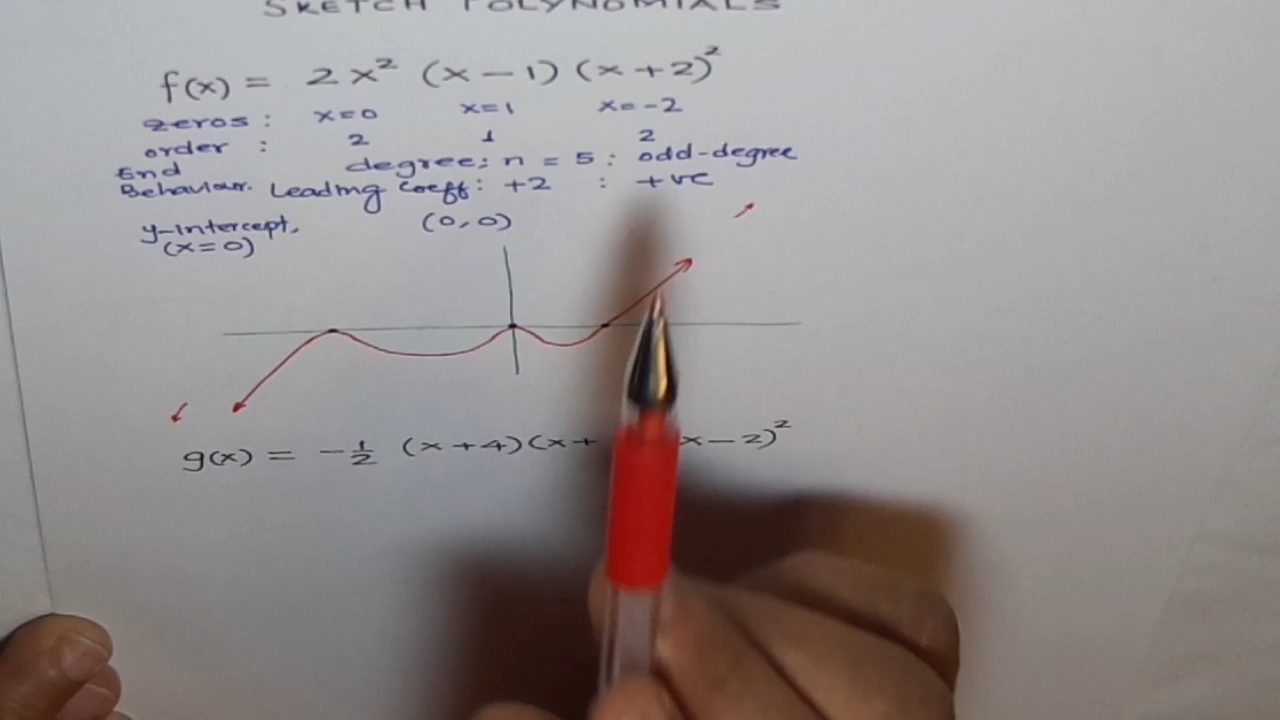 SKETCH POLYNOMIALS
f(x) = 2x² (x-1) (x+2)²
zeros: x=0 x=1 x=-2
order : 2 1 2
End degree: n = 5 : odd-degree
Behaviour. Leading coeff: +2 : +ve
y-intercept, (0,0)
(x=0)
g(x) = -1/2 (x+4)(x+ x-2)²